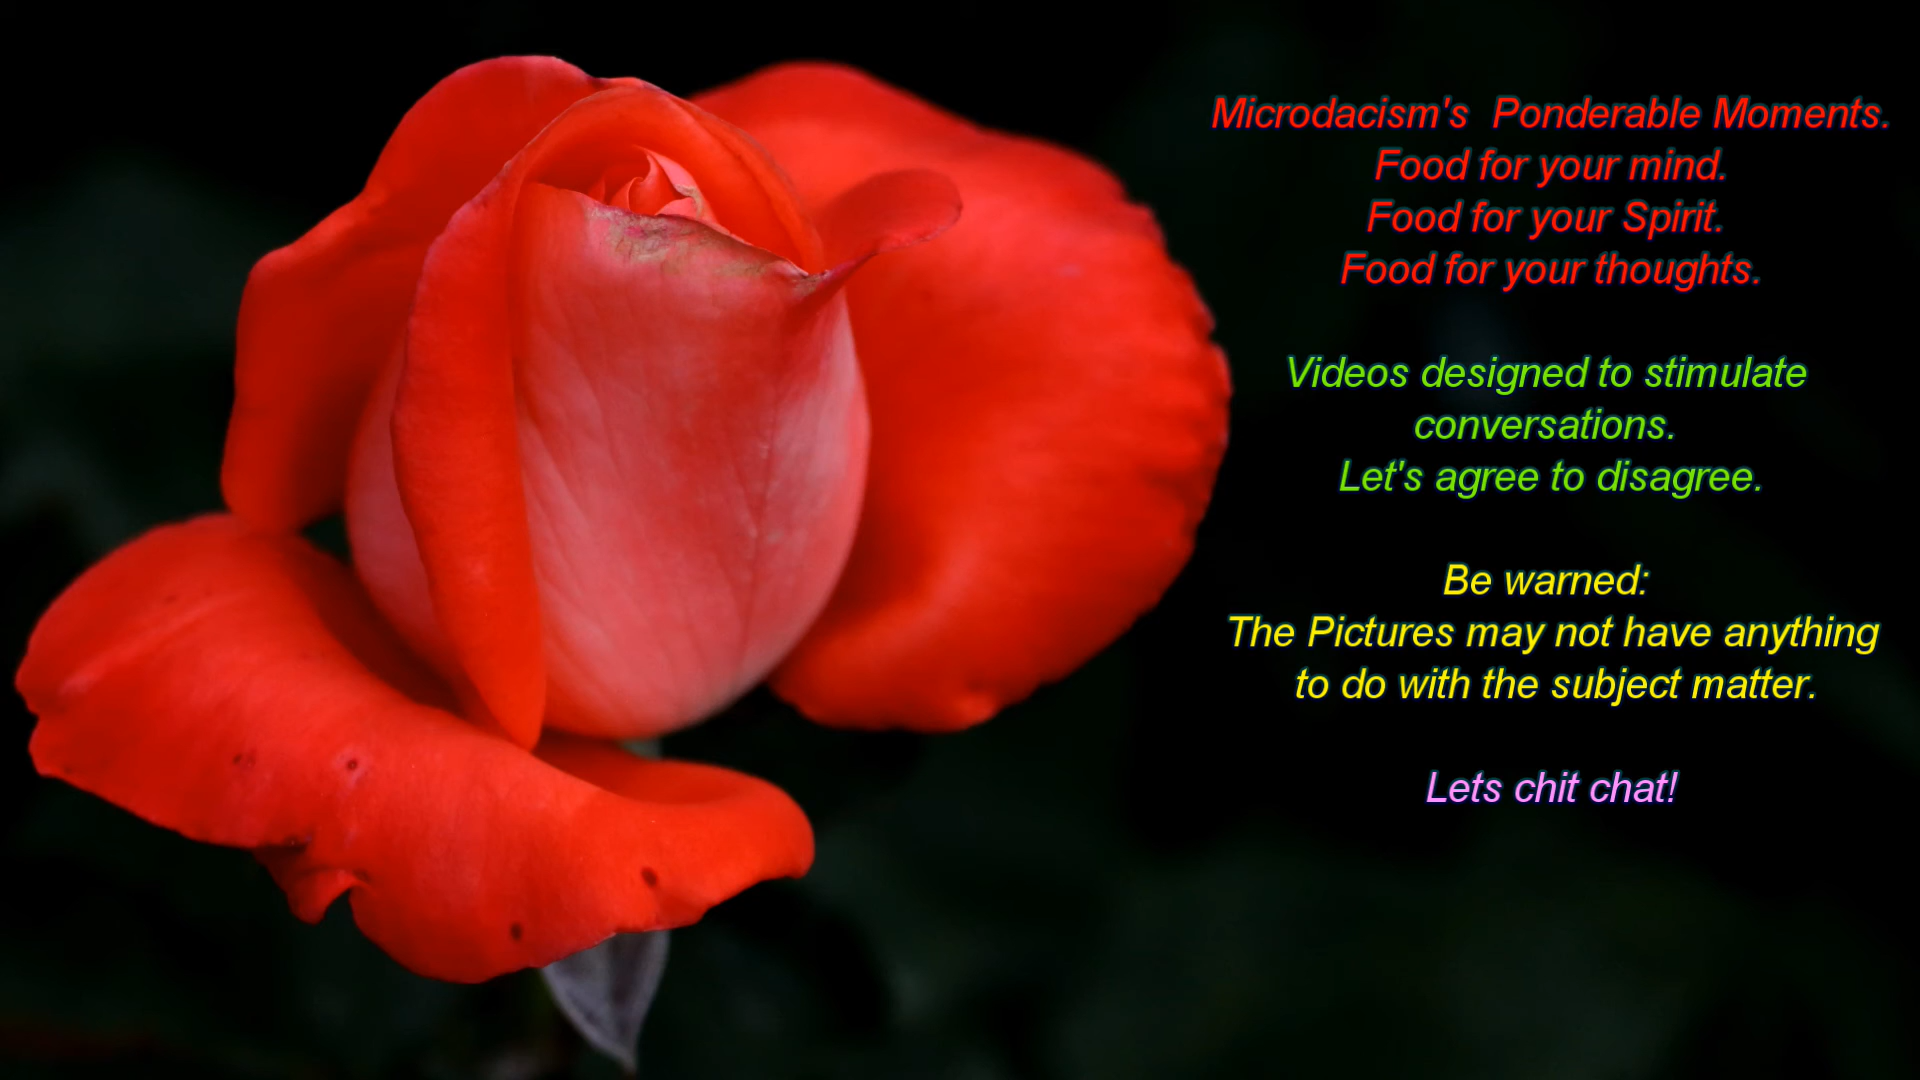 Microdacism's  Ponderable Moments.
Food for your mind.
Food for your Spirit.
Food for your thoughts.
Videos designed to stimulate
conversations.
Let's agree to disagree.
Be warned:
The Pictures may not have anything
to do with the subject matter.
Lets chit chat!